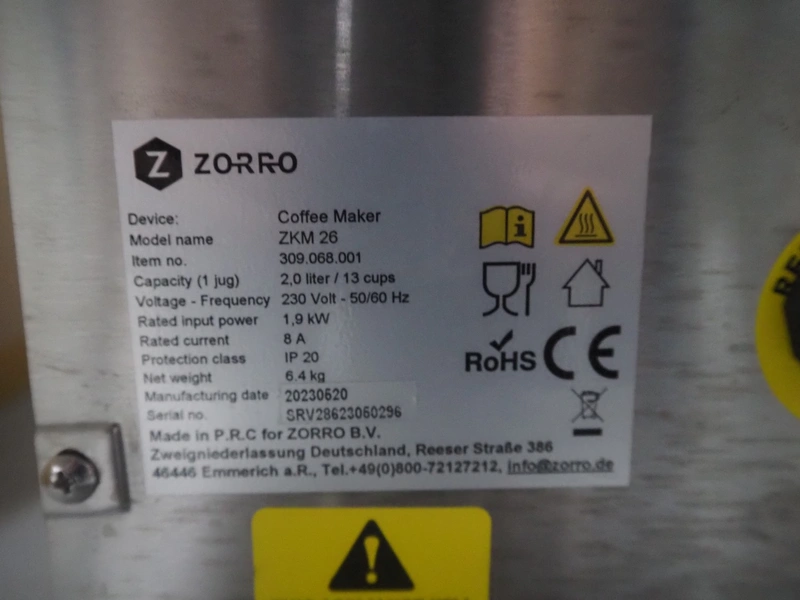 Z ZORRO
Device: Coffee Maker
Model name ZKM 26
Item no. 309.068.001
Capacity (1 jug) 2,0 liter / 13 cups
Voltage - Frequency 230 Volt - 50/60 Hz
Rated input power 1,9 kW
Rated current 8 A
Protection class IP 20
Net weight 6.4 kg
Manufacturing date 20230620
Serial no. SRV28623060296
Made in P.R.C for ZORRO B.V.
Zweigniederlassung Deutschland, Reeser Straße 386
46446 Emmerich a.R., Tel.+49(0)800-72127212, info@zorro.de
i
RoHS CE
RE